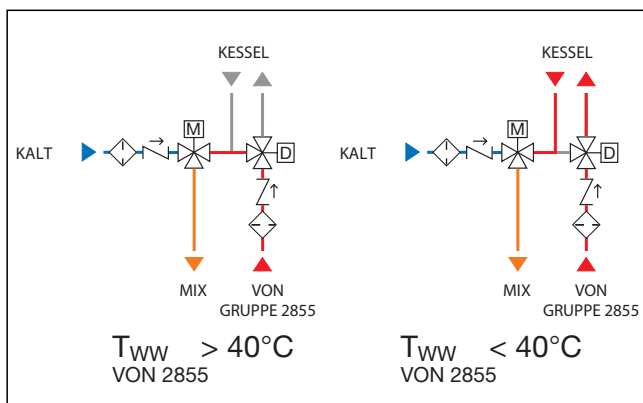 KESSEL
M
KALT
D
MIX
VON
GRUPPE 2855
TWW > 40°C
VON 2855
KESSEL
M
KALT
D
MIX
VON
GRUPPE 2855
TWW < 40°C
VON 2855